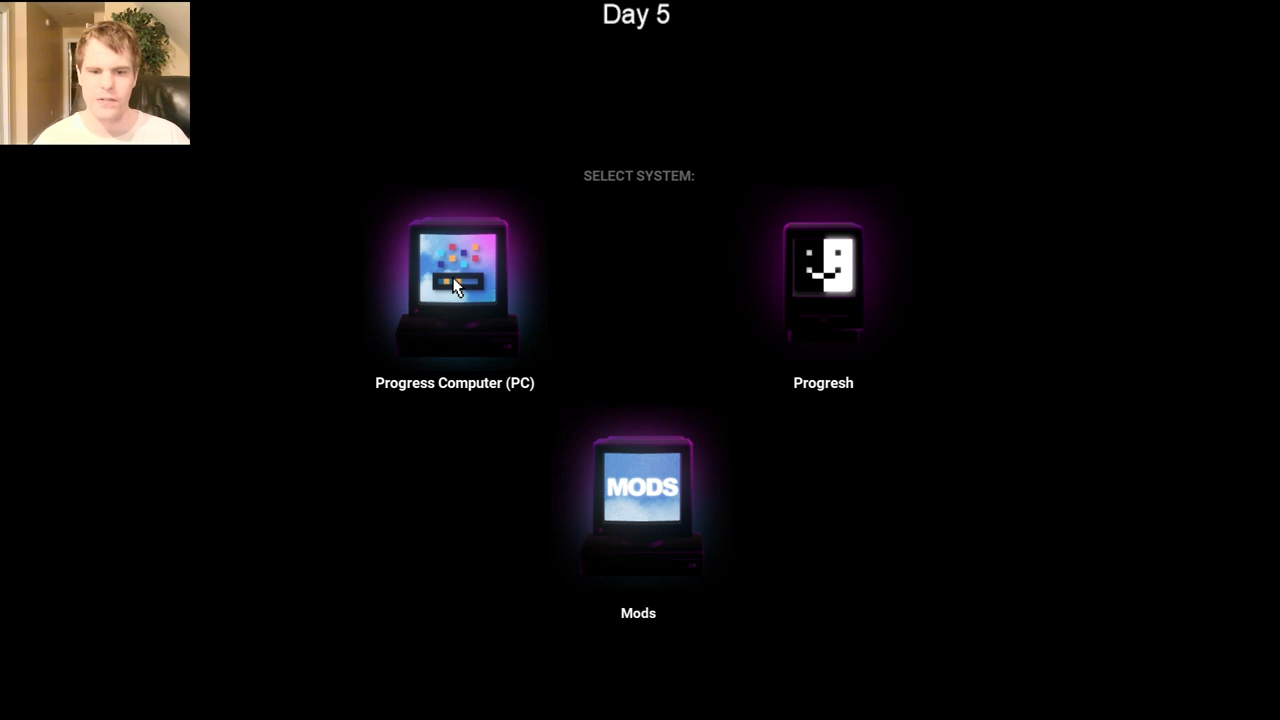 Day 5
SELECT SYSTEM:
Progress Computer (PC)
Progresh
MODS
Mods